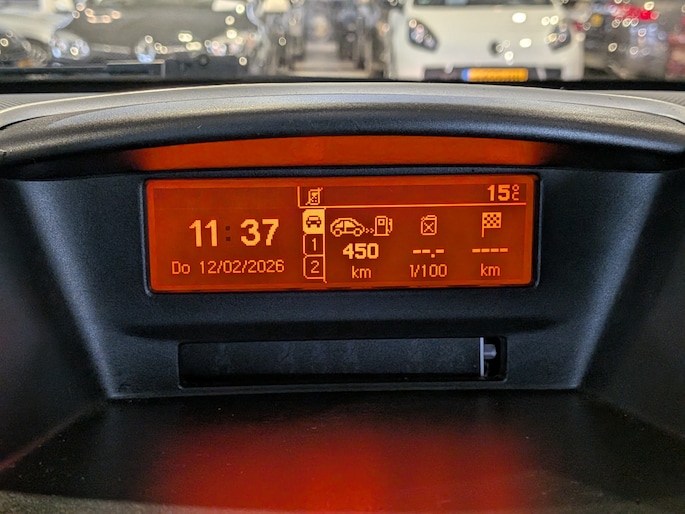 15°C
11:37
Do 12/02/2026
1
2
450
km
--.-
l/100
----
km